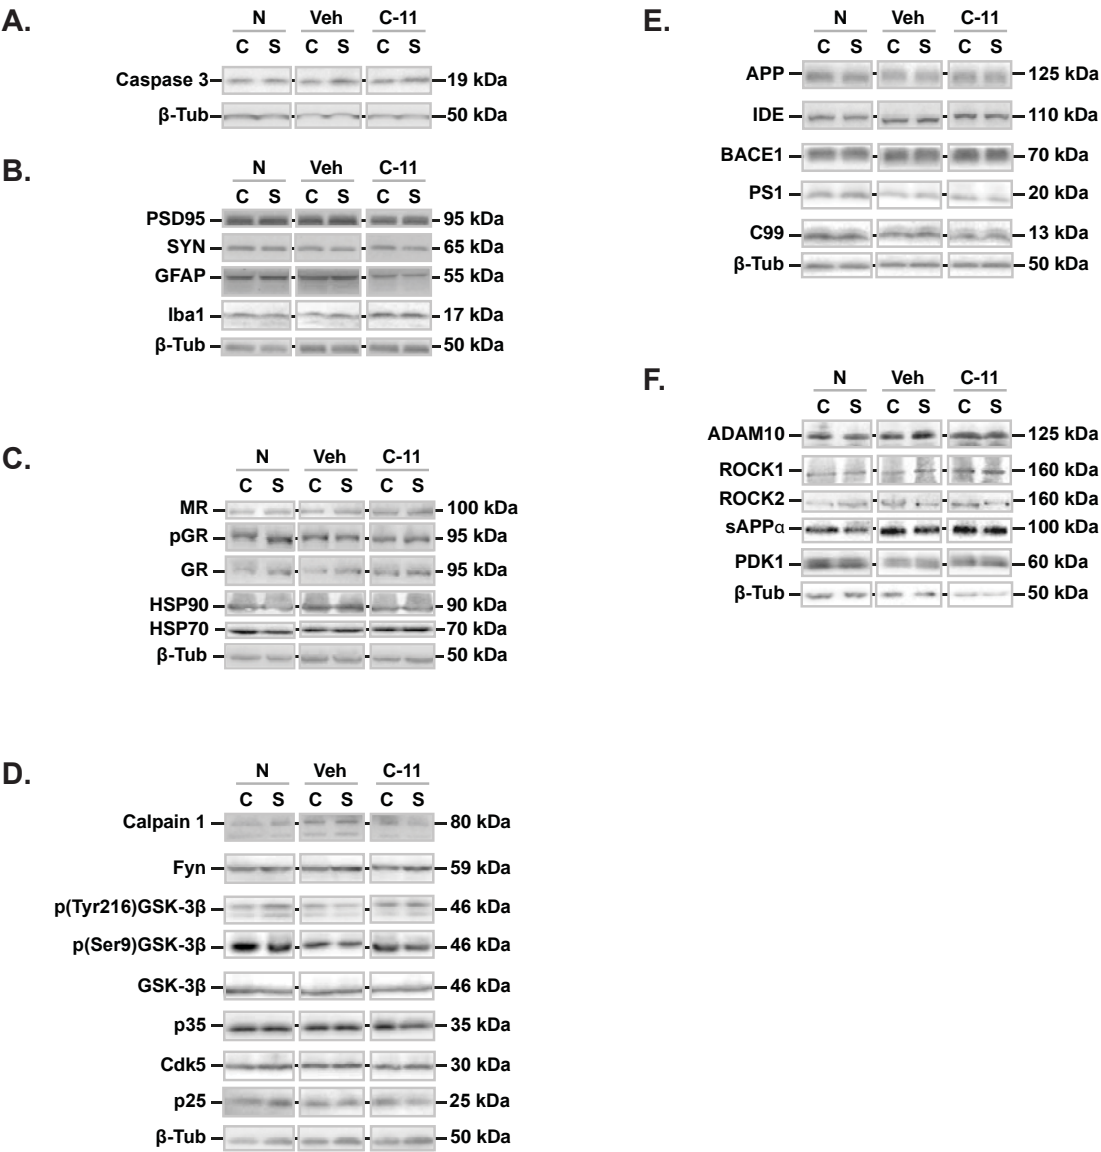 A.
N Veh C-11
C S C S C S
Caspase 3 19 kDa
β-Tub 50 kDa
B.
N Veh C-11
C S C S C S
PSD95 95 kDa
SYN 65 kDa
GFAP 55 kDa
Iba1 17 kDa
β-Tub 50 kDa
C.
N Veh C-11
C S C S C S
MR 100 kDa
pGR 95 kDa
GR 95 kDa
HSP90 90 kDa
HSP70 70 kDa
β-Tub 50 kDa
D.
N Veh C-11
C S C S C S
Calpain 1 80 kDa
Fyn 59 kDa
p(Tyr216)GSK-3β 46 kDa
p(Ser9)GSK-3β 46 kDa
GSK-3β 46 kDa
p35 35 kDa
Cdk5 30 kDa
p25 25 kDa
β-Tub 50 kDa
E.
N Veh C-11
C S C S C S
APP 125 kDa
IDE 110 kDa
BACE1 70 kDa
PS1 20 kDa
C99 13 kDa
β-Tub 50 kDa
F.
N Veh C-11
C S C S C S
ADAM10 125 kDa
ROCK1 160 kDa
ROCK2 160 kDa
sAPPα 100 kDa
PDK1 60 kDa
β-Tub 50 kDa